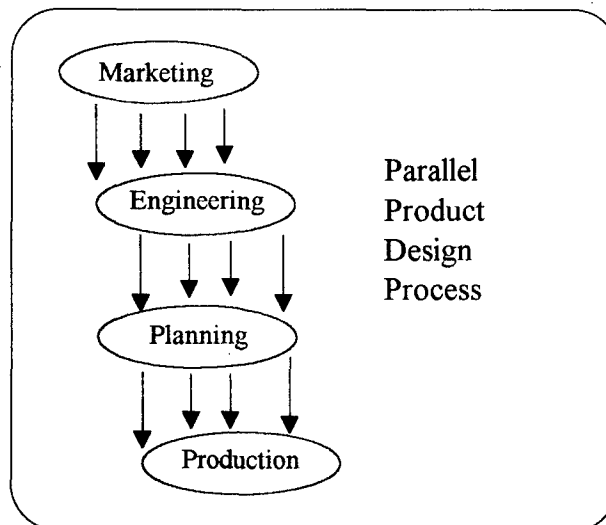 Marketing
Engineering
Planning
Production
Parallel
Product
Design
Process